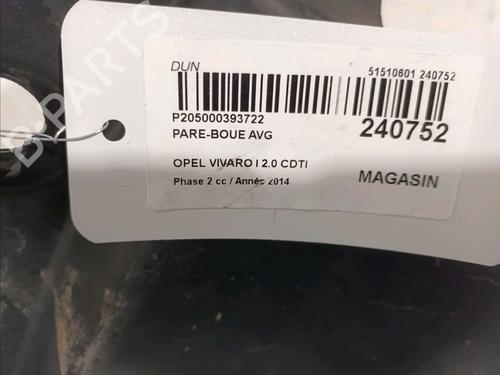 DUN
51510601 240752
P205000393722
PARE-BOUE AVG
240752
OPEL VIVARO I 2.0 CDTI
Phase 2 cc / Année 2014
MAGASIN
B-PARTS